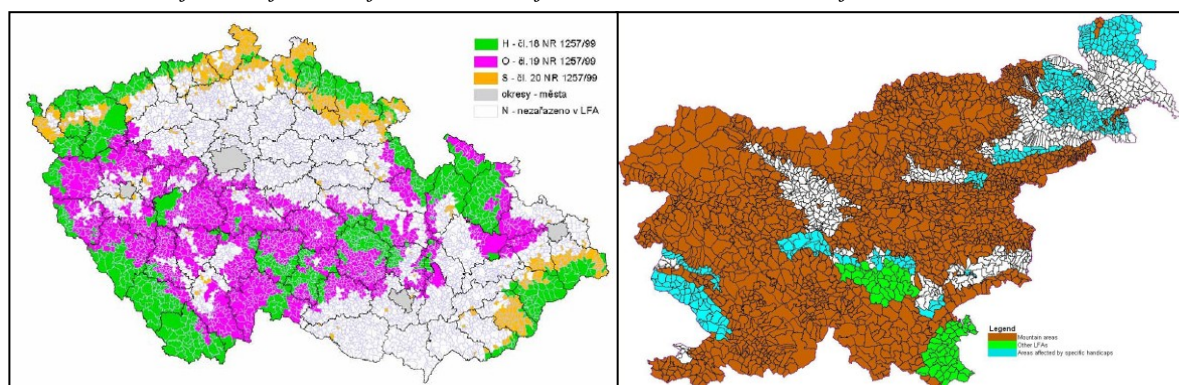 H - čl.18 NR 1257/99
O - čl.19 NR 1257/99
S - čl. 20 NR 1257/99
okresy - města
N - nezařazeno v LFA
Legend
Mountain areas
Other LFAs
Areas affected by specific handicaps